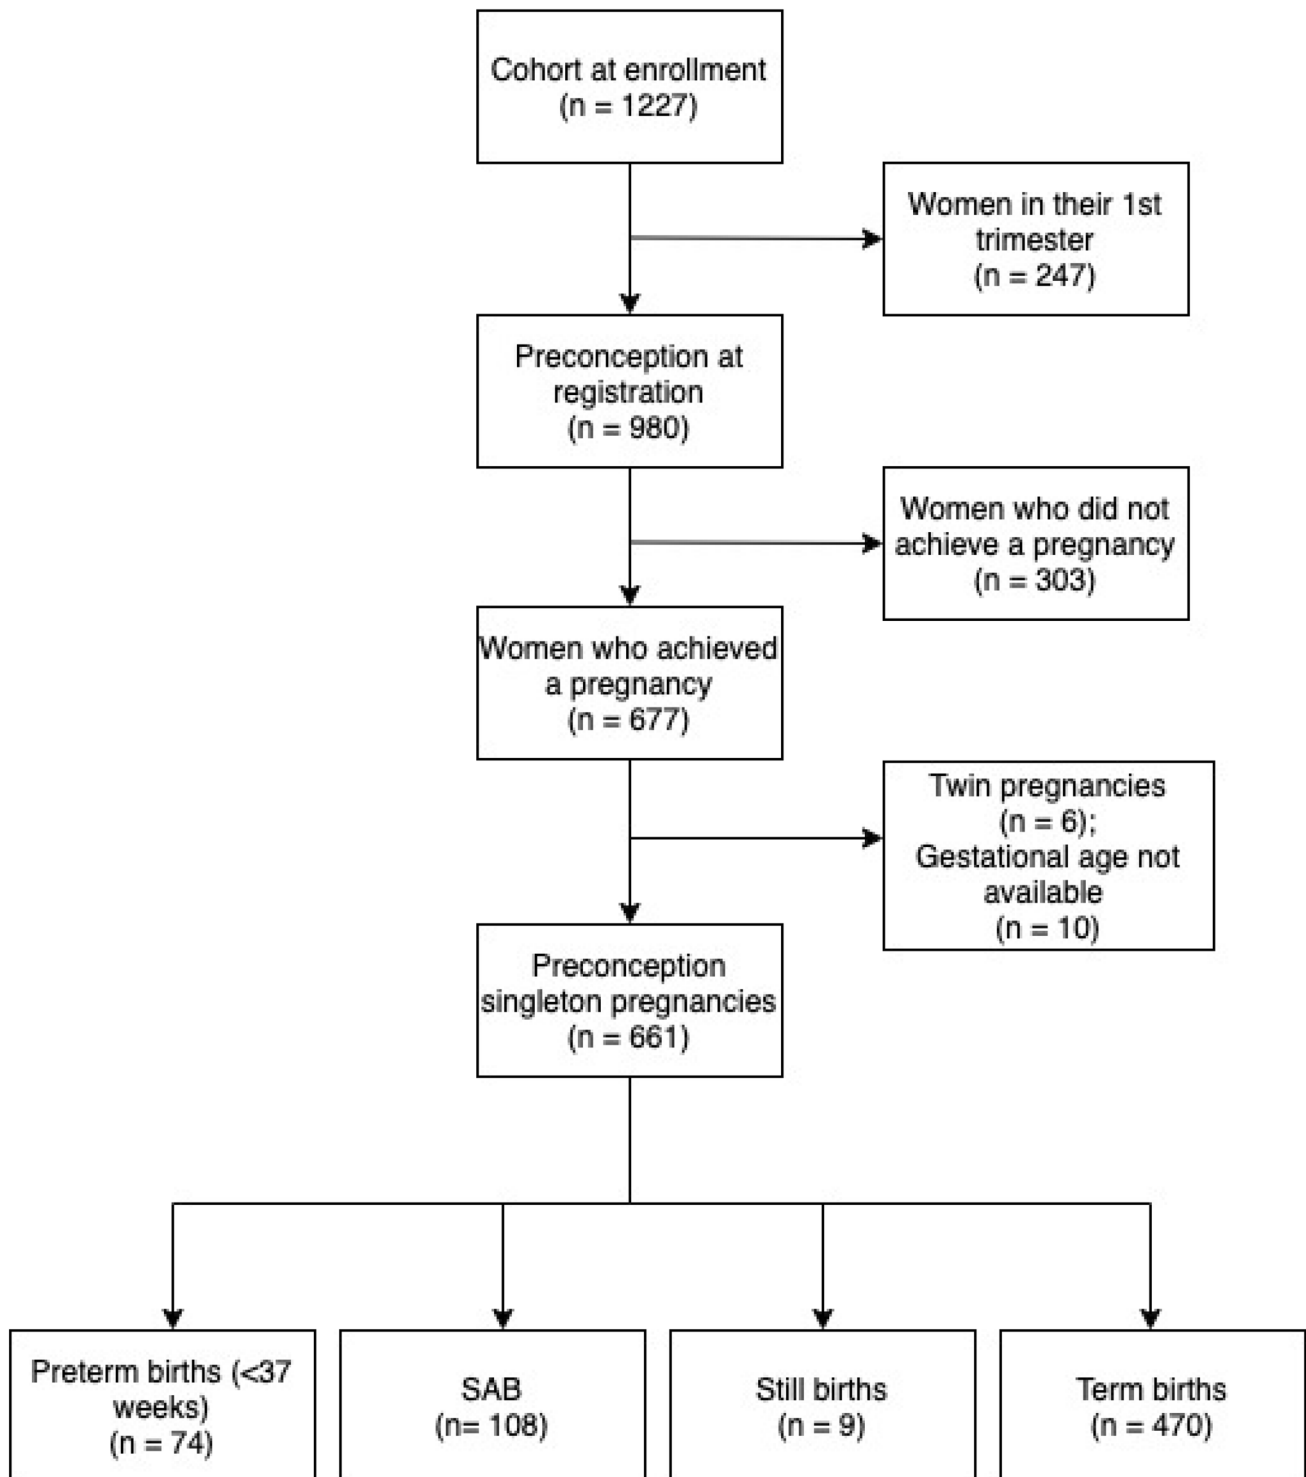 Cohort at enrollment
(n = 1227)
Women in their 1st
trimester
(n = 247)
Preconception at
registration
(n = 980)
Women who did not
achieve a pregnancy
(n = 303)
Women who achieved
a pregnancy
(n = 677)
Twin pregnancies
(n = 6);
Gestational age not
available
(n = 10)
Preconception
singleton pregnancies
(n = 661)
Preterm births (<37
weeks)
(n = 74)
SAB
(n= 108)
Still births
(n = 9)
Term births
(n = 470)